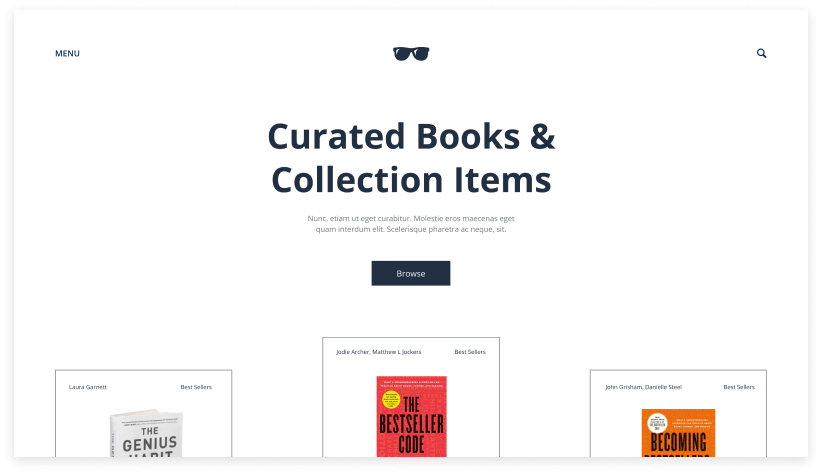 MENU
Curated Books &
Collection Items
Nunc, etiam ut eget curabitur. Molestie eros maecenas eget
quam interdum elit. Scelerisque pharetra ac neque, sit.
Browse
Jodie Archer, Matthew L Jockers
Best Sellers
THE
BESTSELLER
CODE
Laura Garnett
Best Sellers
THE
GENIUS
HABIT
John Grisham, Danielle Steel
Best Sellers
BECOMING